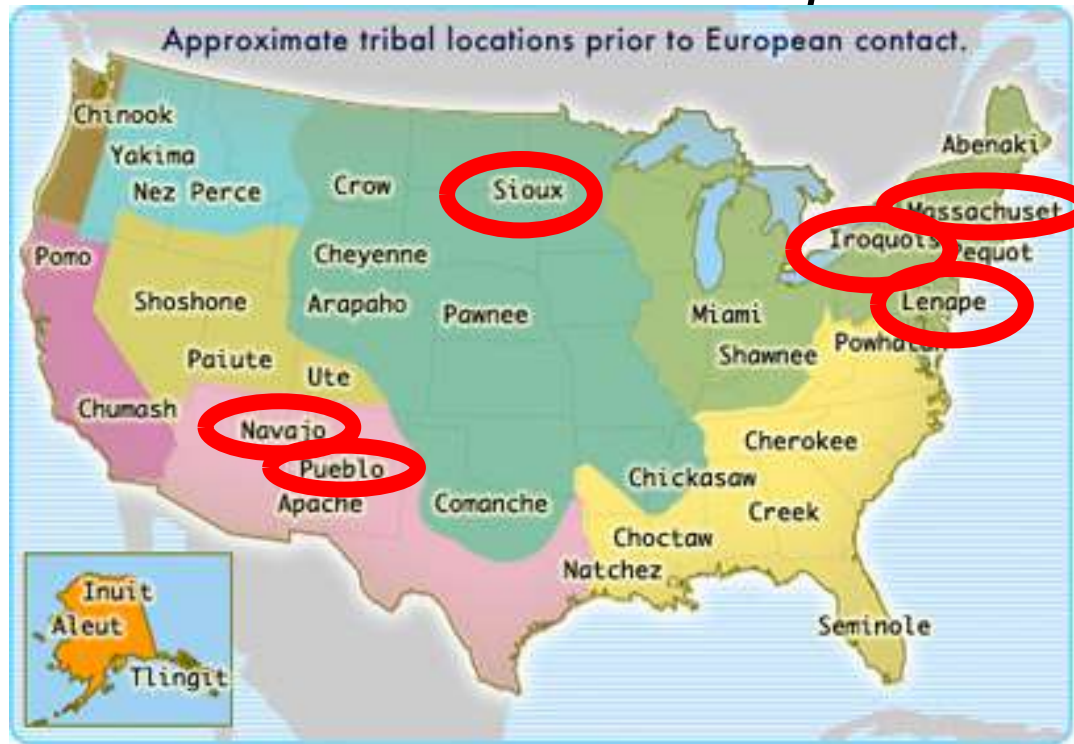 Approximate tribal locations prior to European contact.
Chinook
Abenaki
Yakima
Nez Perce
Crow
Sioux
Massachuset
Iroquois
Pequot
Pomo
Cheyenne
Shoshone
Arapaho
Pawnee
Miami
Lenape
Shawnee
Powhatan
Paiute
Ute
Chumash
Navajo
Cherokee
Pueblo
Chickasaw
Apache
Comanche
Creek
Choctaw
Natchez
Inuit
Aleut
Seminole
Tlingit